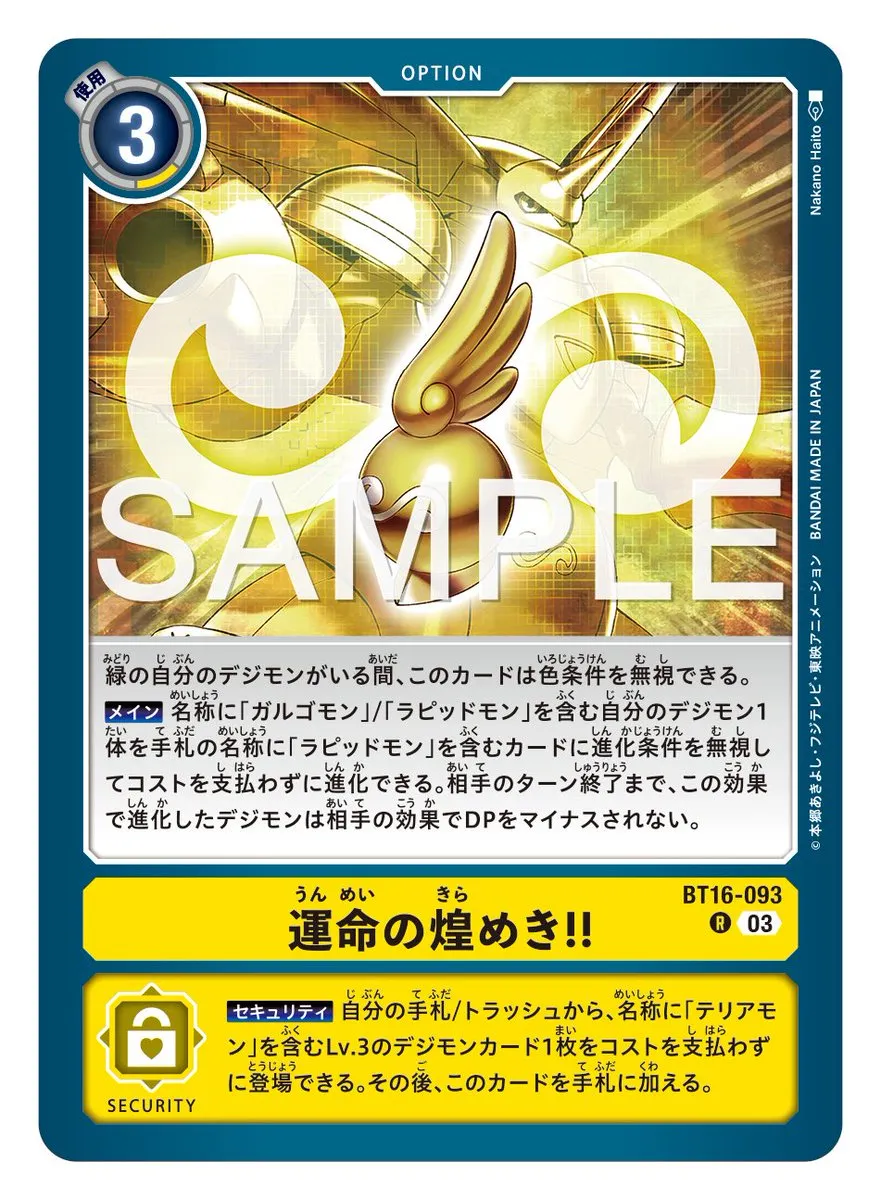 OPTION
使用
3
Nakano Haito
SAMPLE
BANDAI MADE IN JAPAN
©本郷あきよし・フジテレビ・東映アニメーション
緑の自分のデジモンがいる間、このカードは色条件を無視できる。
メイン 名称に「ガルゴモン」/「ラピッドモン」を含む自分のデジモン1
体を手札の名称に「ラピッドモン」を含むカードに進化条件を無視し
てコストを支払わずに進化できる。相手のターン終了まで、この効果
で進化したデジモンは相手の効果でDPをマイナスされない。
BT16-093
R 03
運命の煌めき!!
うん めい きら
セキュリティ 自分の手札/トラッシュから、名称に「テリアモ
ン」を含むLv.3のデジモンカード1枚をコストを支払わず
に登場できる。その後、このカードを手札に加える。
SECURITY